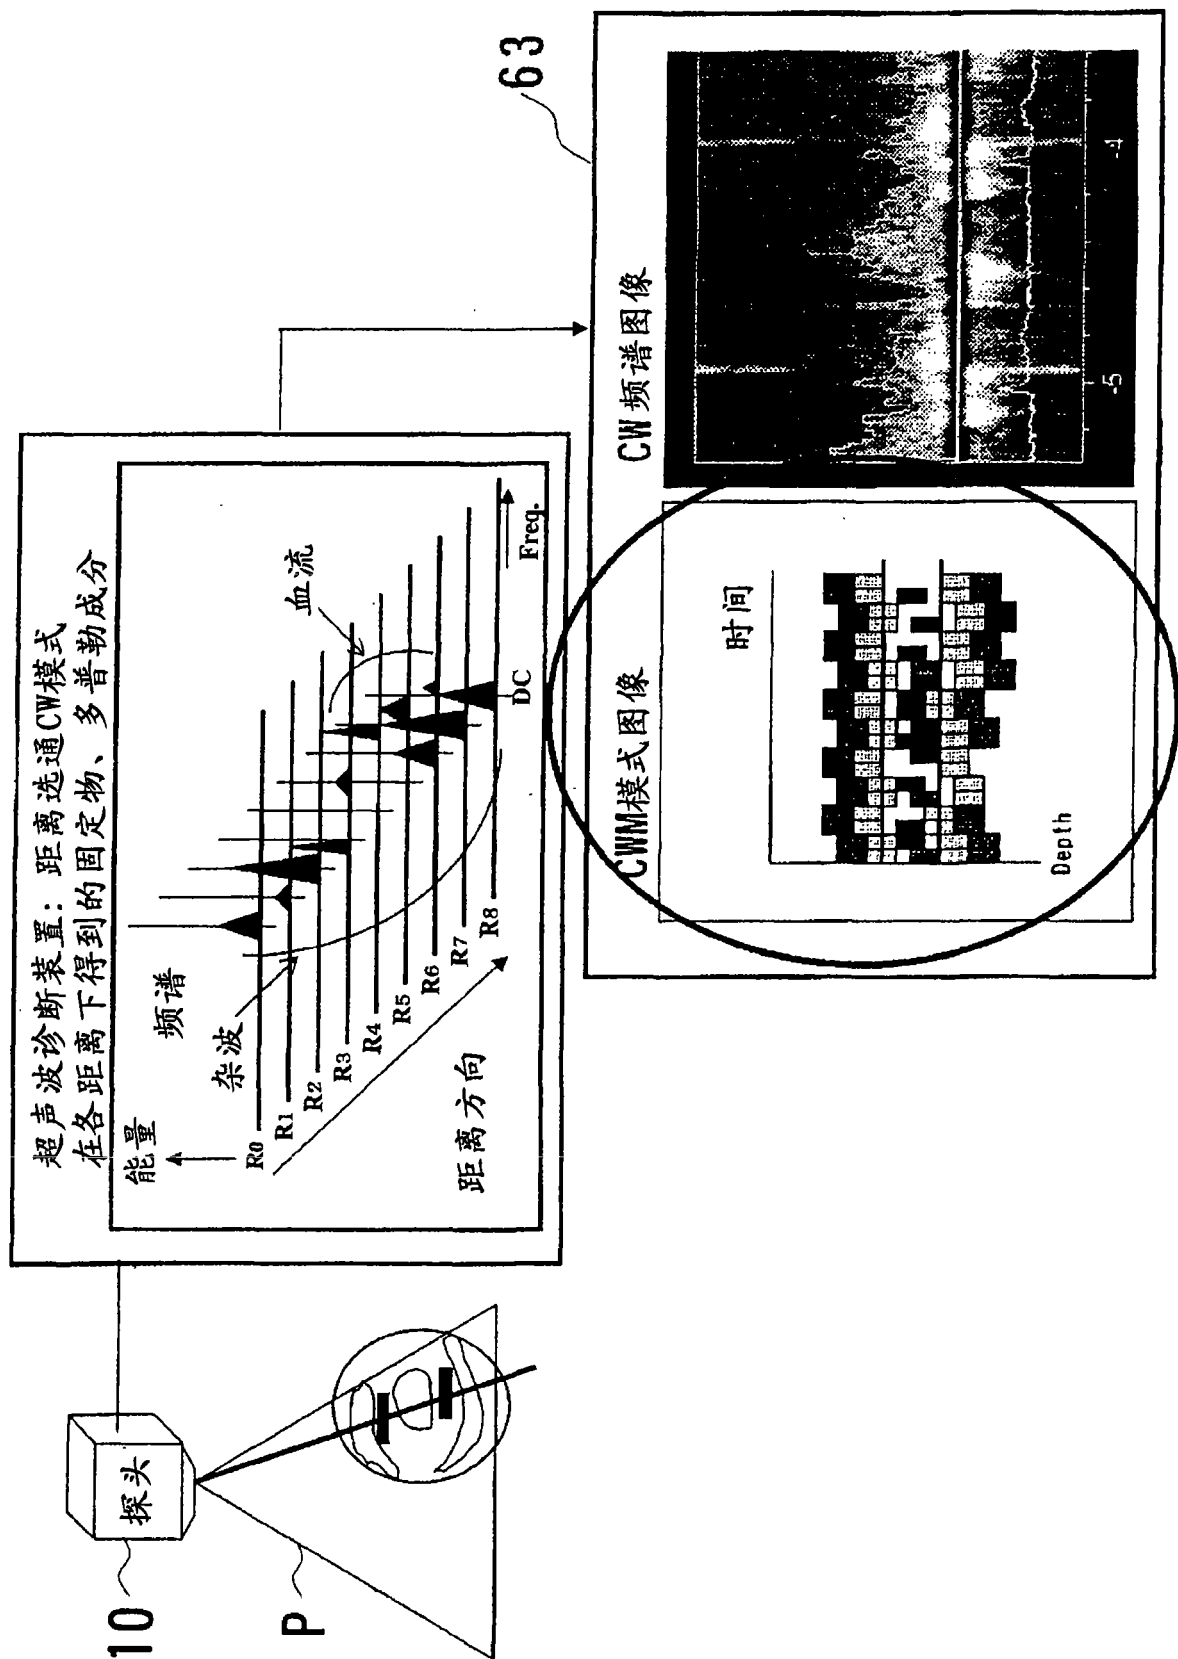 超声波诊断装置：距离选通CW模式
在各距离下得到的固定物、多普勒成分
能量
频谱
杂波
血流
R0
R1
R2
R3
R4
R5
R6
R7
R8
DC
Freq.
距离方向
探头
10
P
63
CWM模式图像
时间
Depth
CW频谱图像
-5
-4